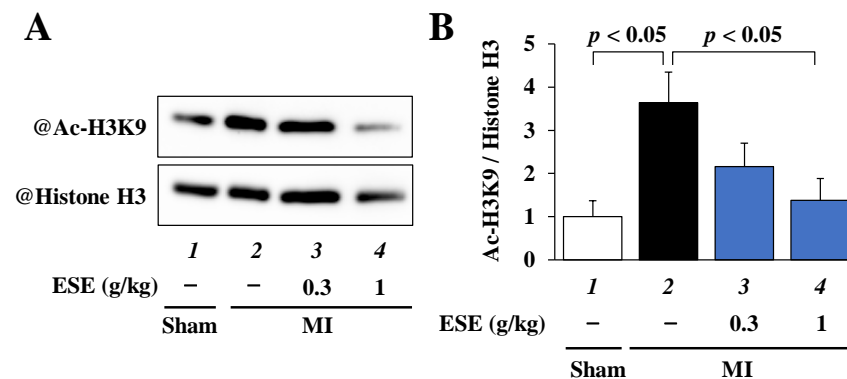 A
@Ac-H3K9
@Histone H3
1 2 3 4
ESE (g/kg) – – 0.3 1
Sham MI
B
p < 0.05 p < 0.05
Ac-H3K9 / Histone H3
5
4
3
2
1
0
1 2 3 4
ESE (g/kg) – – 0.3 1
Sham MI